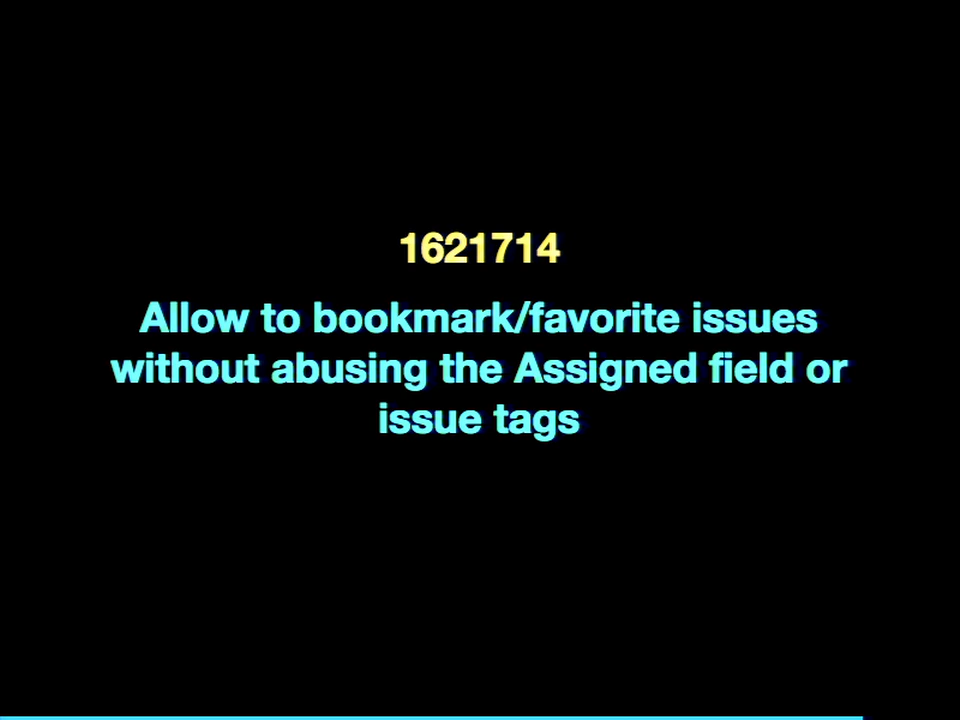 1621714
Allow to bookmark/favorite issues
without abusing the Assigned field or
issue tags